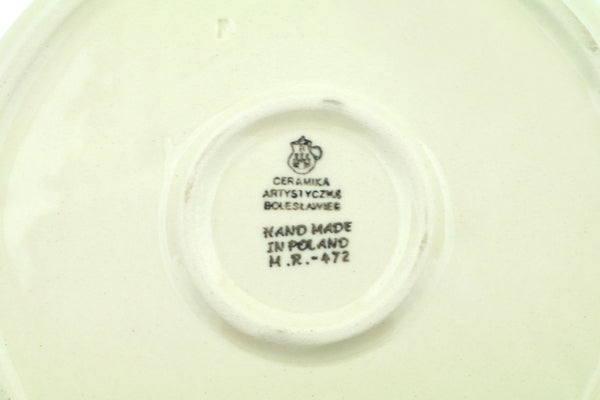 CERAMIKA
ARTYSTYCZNA
BOLESŁAWIEC
HAND MADE
IN POLAND
M.R.-472